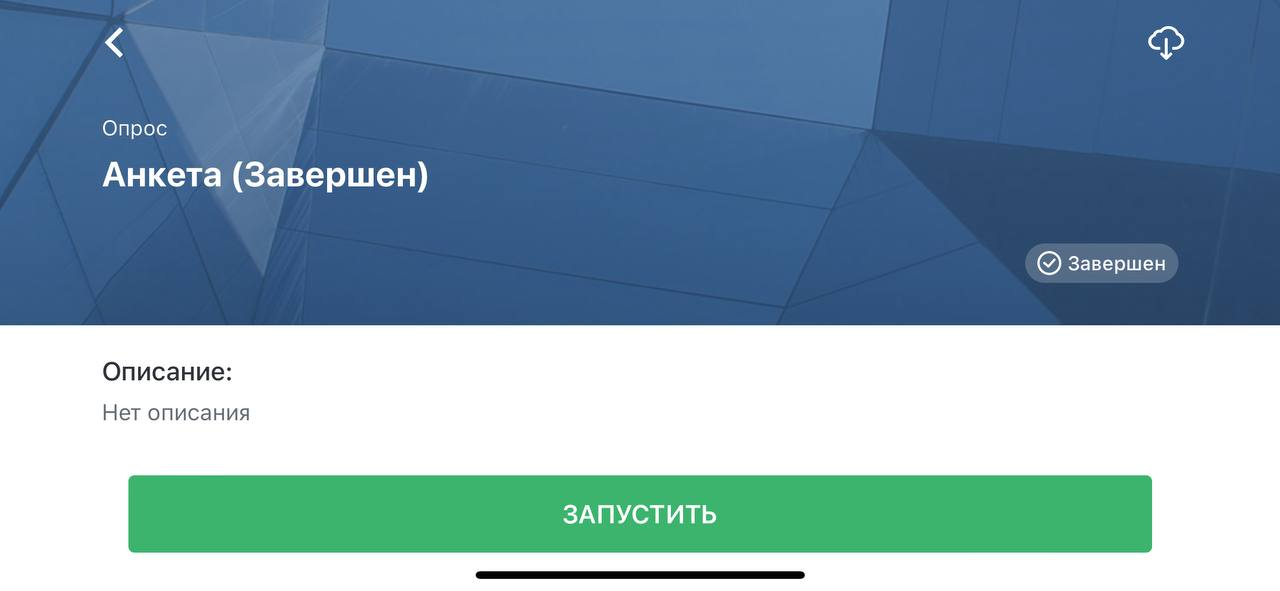 Опрос
Анкета (Завершен)
Завершен
Описание:
Нет описания
ЗАПУСТИТЬ